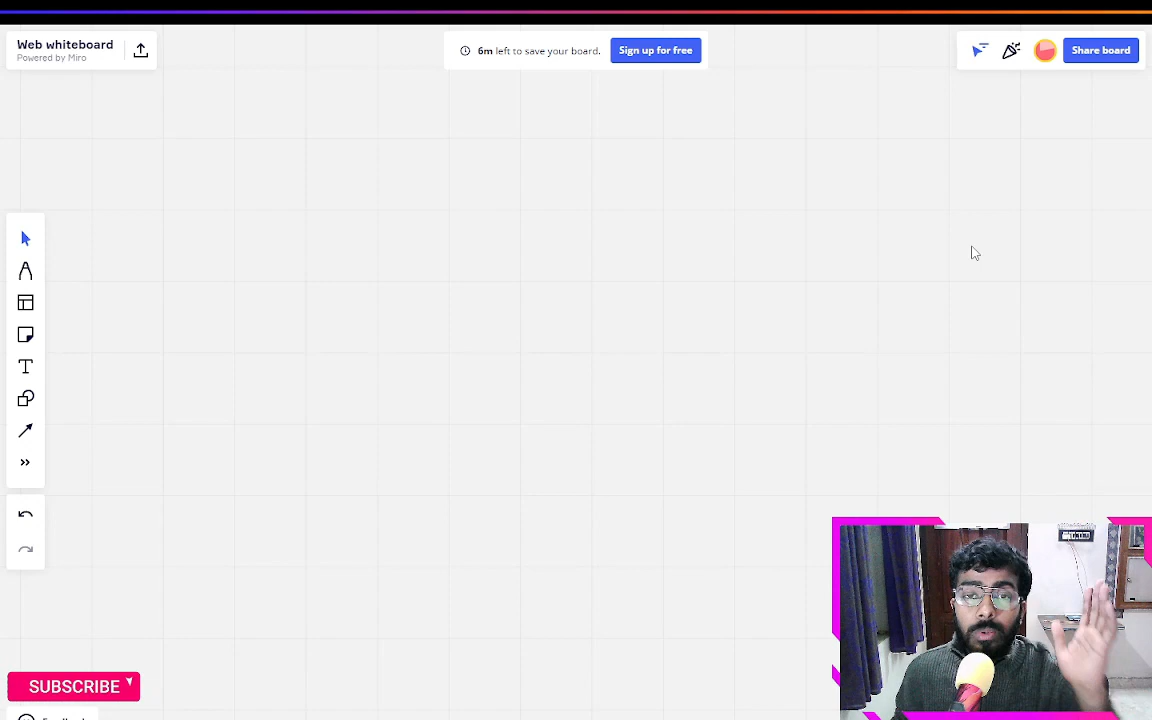 Web whiteboard
Powered by Miro
6m left to save your board.
Sign up for free
Share board
T
SUBSCRIBE